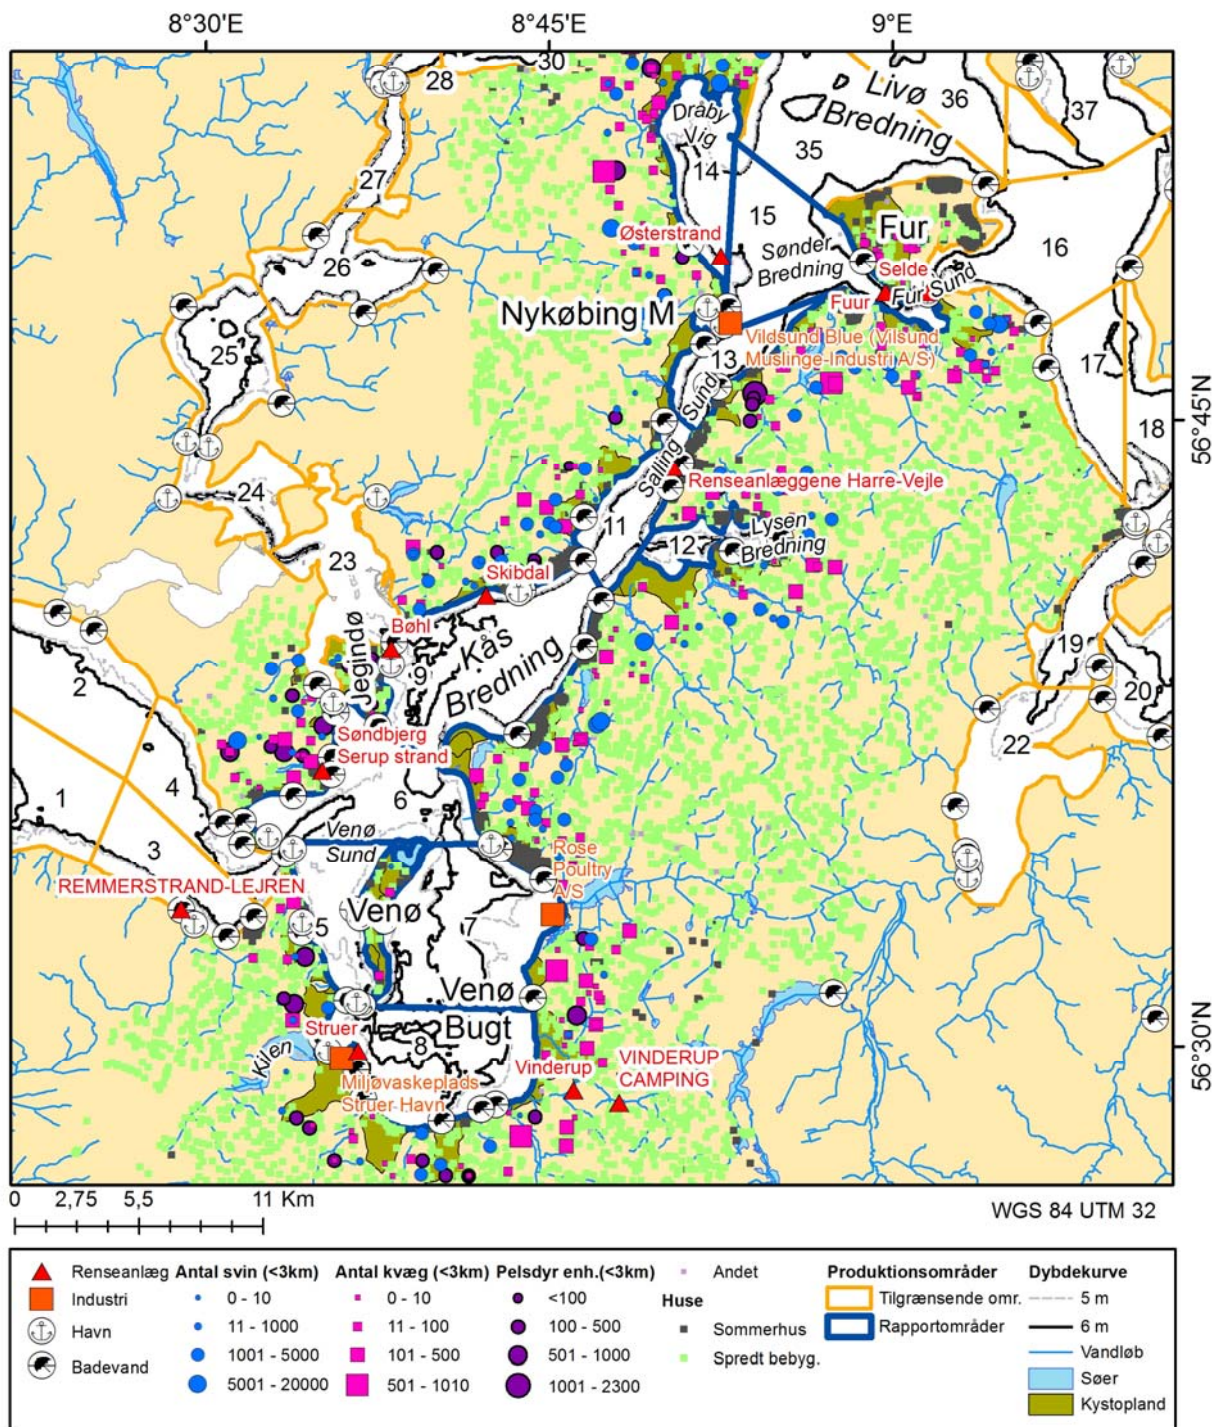 8°30'E
8°45'E
9°E
28
30
Livø
Bredning
36
37
35
Dråby
Vig
14
27
15
Fur
16
Østerstrand
Sønder
Bredning
Selde
26
Fur Sund
Fuur
Nykøbing M
Vildsund Blue (Vilsund
Muslinge-Industri A/S)
13
25
17
18
56°45'N
Salling
Sund
Renseanlæggene Harre-Vejle
24
11
Lysen
Bredning
12
23
Skibdal
Bøhl
Jegindø
9
Kås
Bredning
19
20
2
22
Søndbjerg
Serup strand
4
1
6
3
Venø
Sund
Rose
Poultry
A/S
REMMERSTRAND-LEJREN
5
Venø
7
Venø
Bugt
Struer
8
Kilen
Vinderup
VINDERUP
CAMPING
56°30'N
Miljøvaskeplads
Struer Havn
0 2,75 5,5 11 Km
WGS 84 UTM 32
Renseanlæg
Industri
Havn
Badevand
Antal svin (<3km)
0 - 10
11 - 1000
1001 - 5000
5001 - 20000
Antal kvæg (<3km)
0 - 10
11 - 100
101 - 500
501 - 1010
Pelsdyr enh.(<3km)
<100
100 - 500
501 - 1000
1001 - 2300
Andet
Huse
Sommerhus
Spredt bebyg.
Produktionsområder
Tilgrænsende omr.
Rapportområder
Dybdekurve
5 m
6 m
Vandløb
Søer
Kystopland